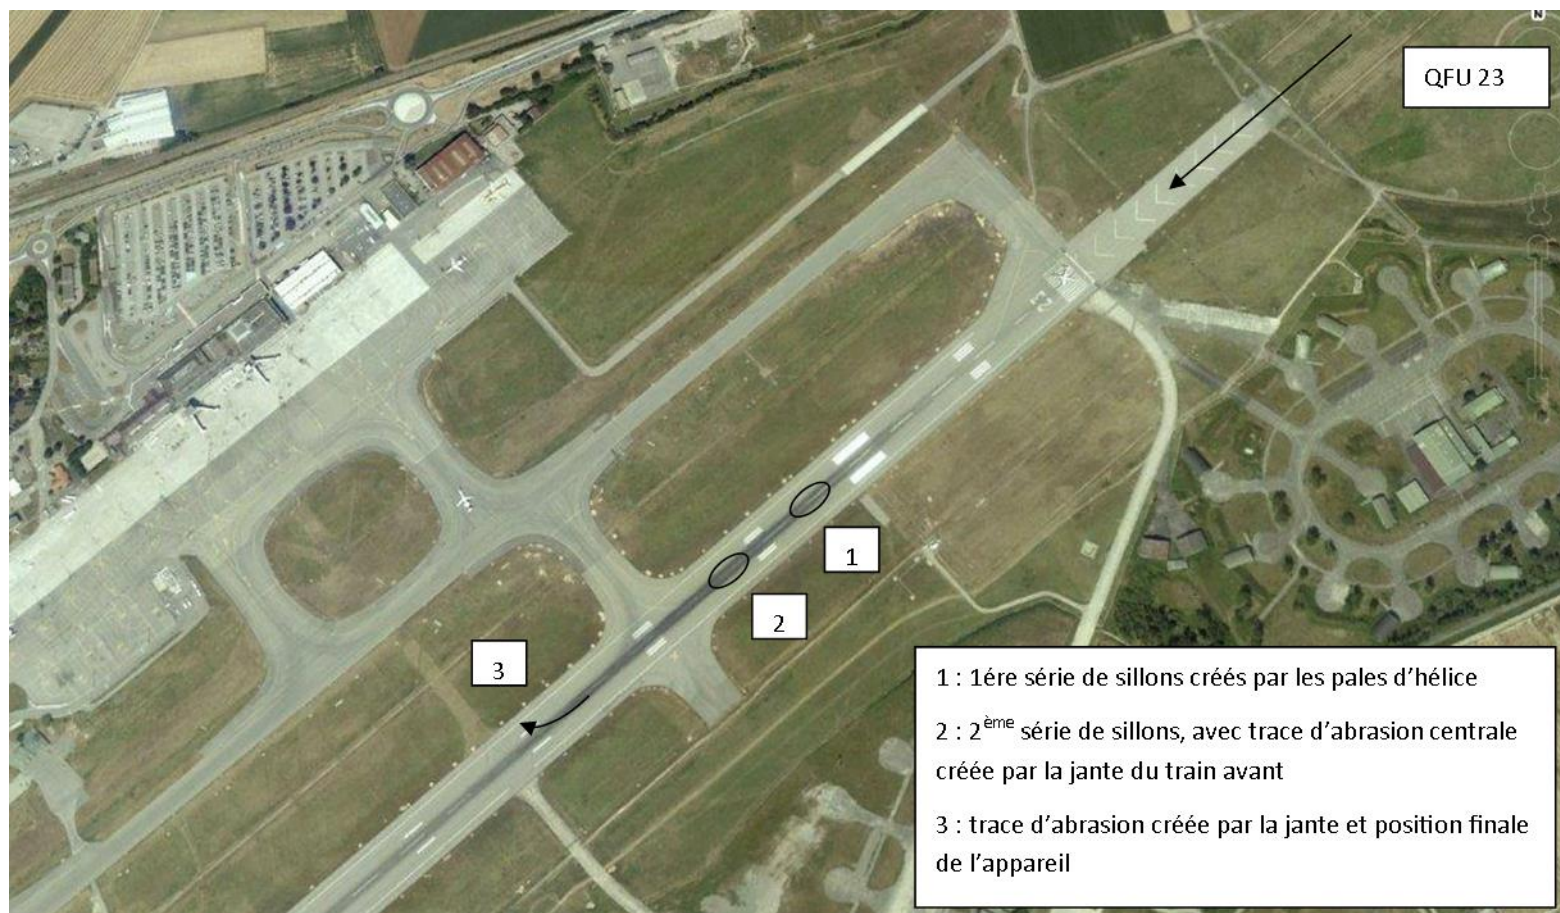 N
QFU 23
1
2
3
1 : 1ére série de sillons créés par les pales d’hélice
2 : 2ème série de sillons, avec trace d’abrasion centrale
créée par la jante du train avant
3 : trace d’abrasion créée par la jante et position finale
de l’appareil